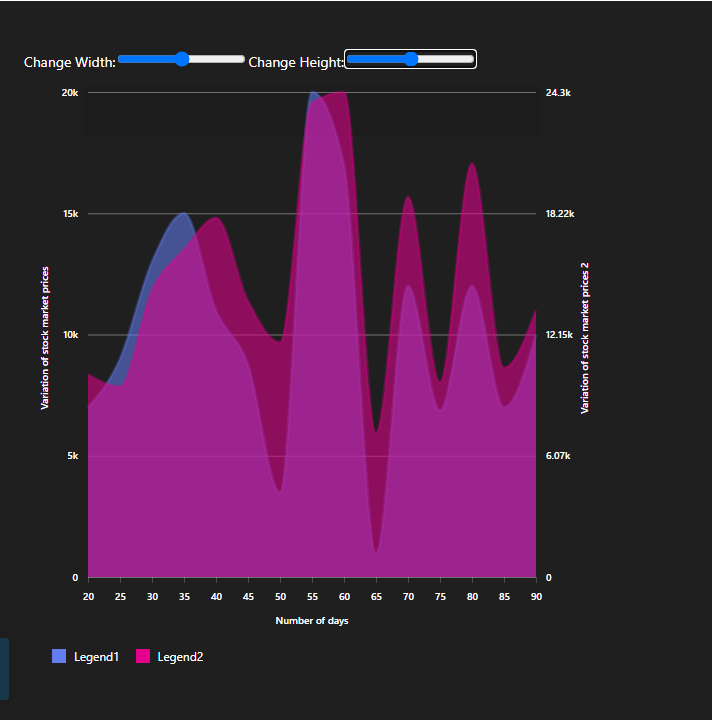 Change Width: Change Height:
20k 24.3k
15k 18.22k
Variation of stock market prices
Variation of stock market prices 2
10k 12.15k
5k 6.07k
0 0
20 25 30 35 40 45 50 55 60 65 70 75 80 85 90
Number of days
Legend1 Legend2